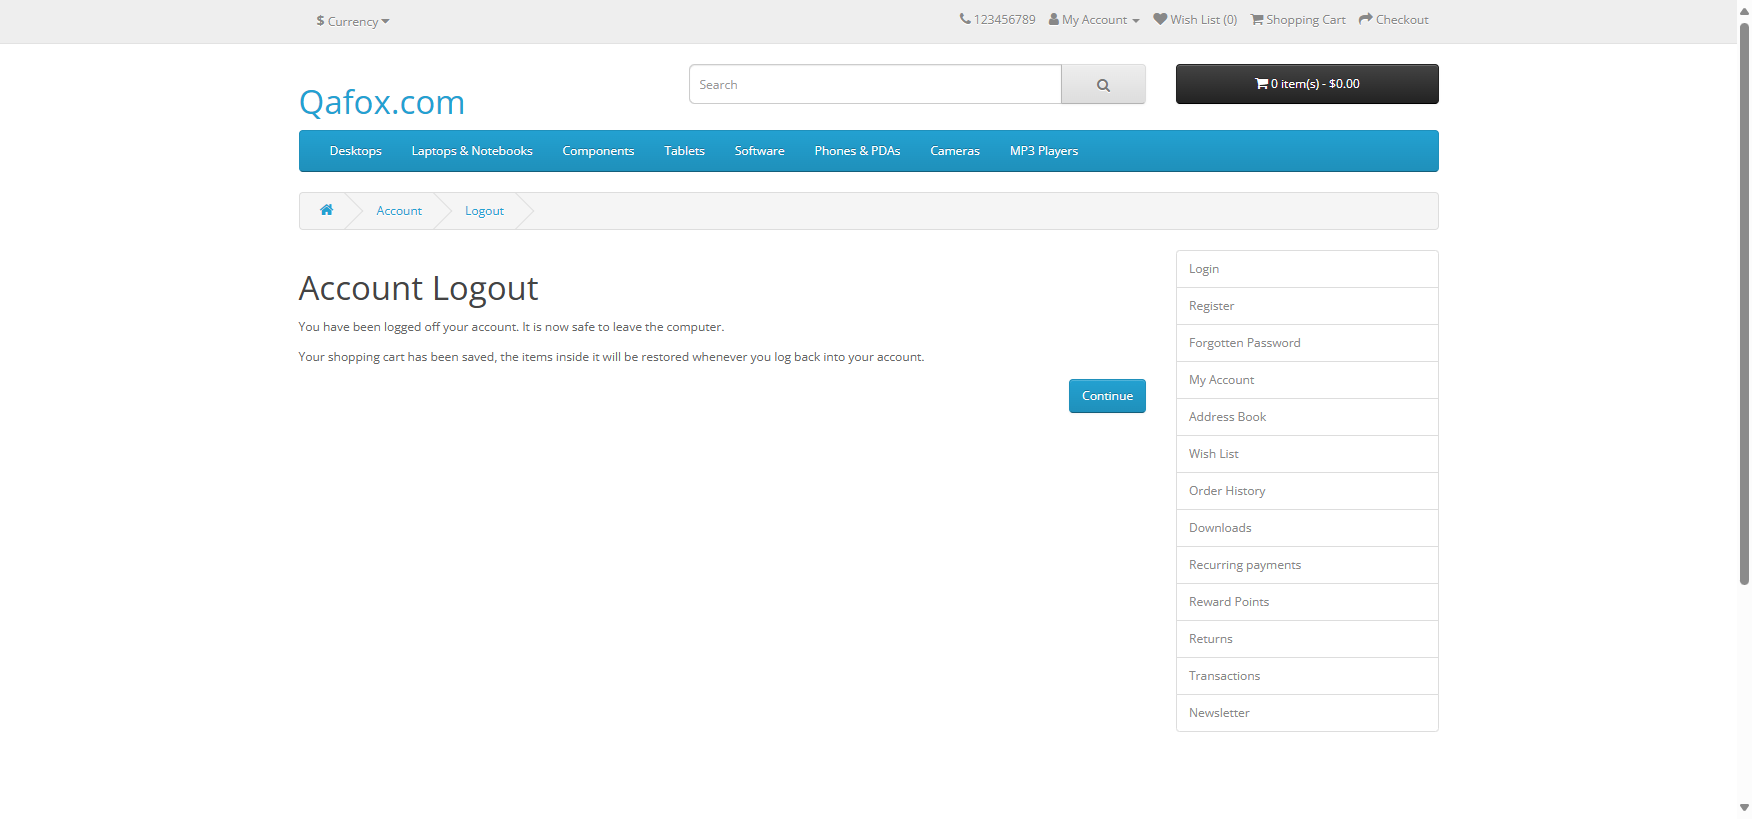 $ Currency
123456789 My Account Wish List (0) Shopping Cart Checkout
Qafox.com
Search
0 item(s) - $0.00
Desktops Laptops & Notebooks Components Tablets Software Phones & PDAs Cameras MP3 Players
Account Logout
Account Logout
You have been logged off your account. It is now safe to leave the computer.
Your shopping cart has been saved, the items inside it will be restored whenever you log back into your account.
Continue
Login
Register
Forgotten Password
My Account
Address Book
Wish List
Order History
Downloads
Recurring payments
Reward Points
Returns
Transactions
Newsletter